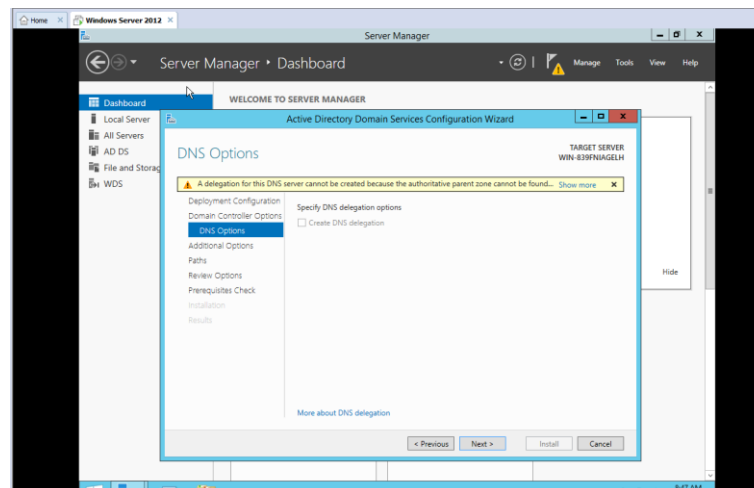 Home
Windows Server 2012
Server Manager
Server Manager • Dashboard
Manage Tools View Help
Dashboard
Local Server
All Servers
AD DS
File and Storag
WDS
WELCOME TO SERVER MANAGER
Active Directory Domain Services Configuration Wizard
DNS Options
TARGET SERVER
WIN-839FNIAGELH
A delegation for this DNS server cannot be created because the authoritative parent zone cannot be found... Show more
Deployment Configuration
Domain Controller Options
DNS Options
Additional Options
Paths
Review Options
Prerequisites Check
Installation
Results
Specify DNS delegation options
Create DNS delegation
More about DNS delegation
Hide
< Previous Next > Install Cancel
9:47 AM